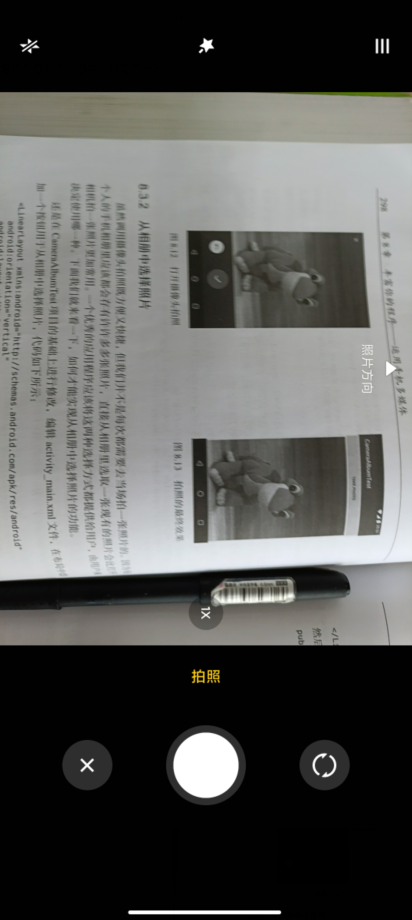 298 第 8 章 丰富你的程序——运用手机多媒体
照片方向
CameraAlbumTest
TAKE PHOTO
图 8.12 打开摄像头拍照
图 8.13 拍照的最终效果
8.3.2 从相册中选择照片
虽然调用摄像头拍照既方便又快捷,但我们并不是每次都需要去当场拍一张照片的。因为每
个人的手机相册里应该都会存有许许多多张照片,直接从相册里选取一张现有的照片会比打开
相机拍一张照片更加常用。一个优秀的应用程序应该将这两种选择方式都提供给用户,由用户来
决定使用哪一种。下面我们就来看一下,如何才能实现从相册中选择照片的功能。
还是在 CameraAlbumTest 项目的基础上进行修改,编辑 activity_main.xml 文件,在布局中
加一个按钮用于从相册中选择照片,代码如下所示:
<LinearLayout xmlns:android="http://schemas.android.com/apk/res/android"
android:orientation="vertical"
</L
然后
pub
1X
拍照